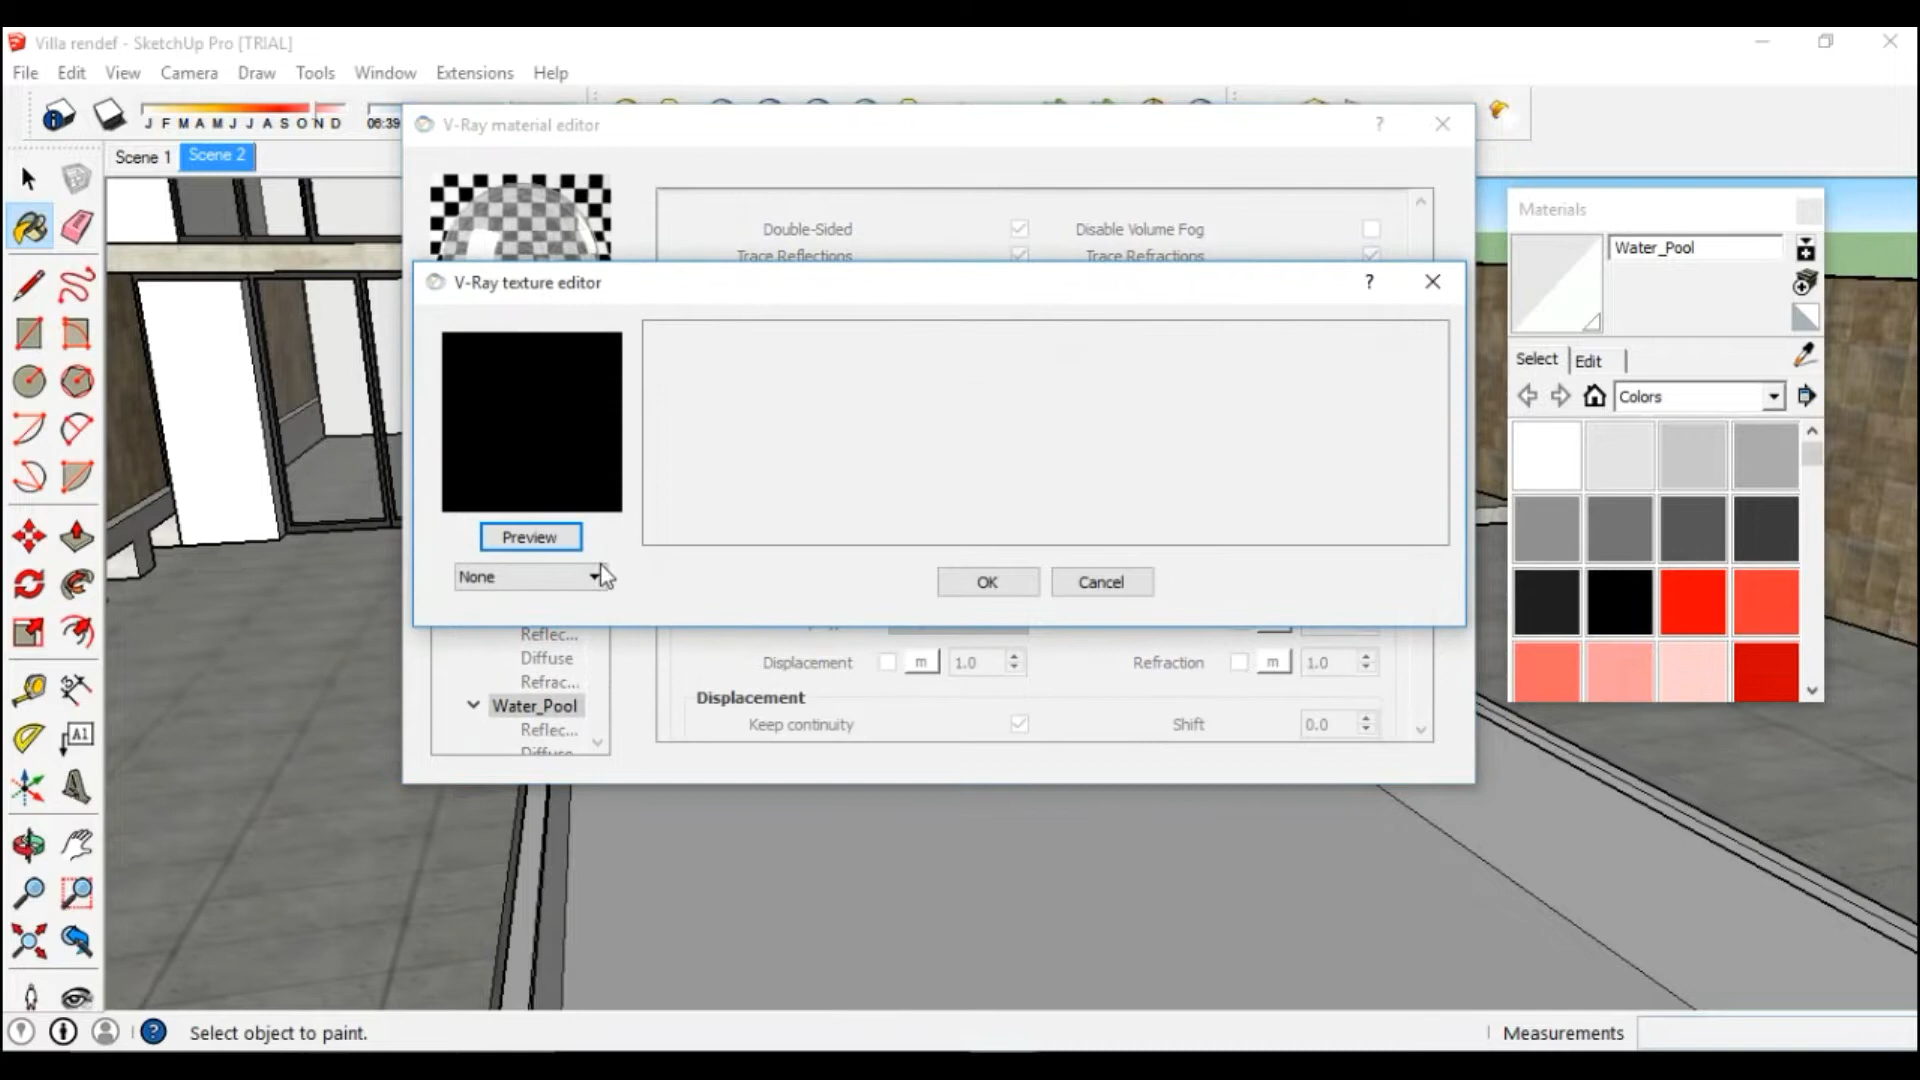 Villa rendef - SketchUp Pro [TRIAL]
File Edit View Camera Draw Tools Window Extensions Help
J F M A M J J A S O N D 06:39
Scene 1 Scene 2
V-Ray material editor ?
Double-Sided Disable Volume Fog
Trace Reflections Trace Refractions
V-Ray texture editor ?
Preview
None
OK Cancel
Reflec...
Diffuse
Refrac...
Water_Pool
Reflec...
Diffuse
Displacement m 1.0 Refraction m 1.0
Displacement
Keep continuity Shift 0.0
Materials
Water_Pool
Select Edit
Colors
A1
Select object to paint.
Measurements